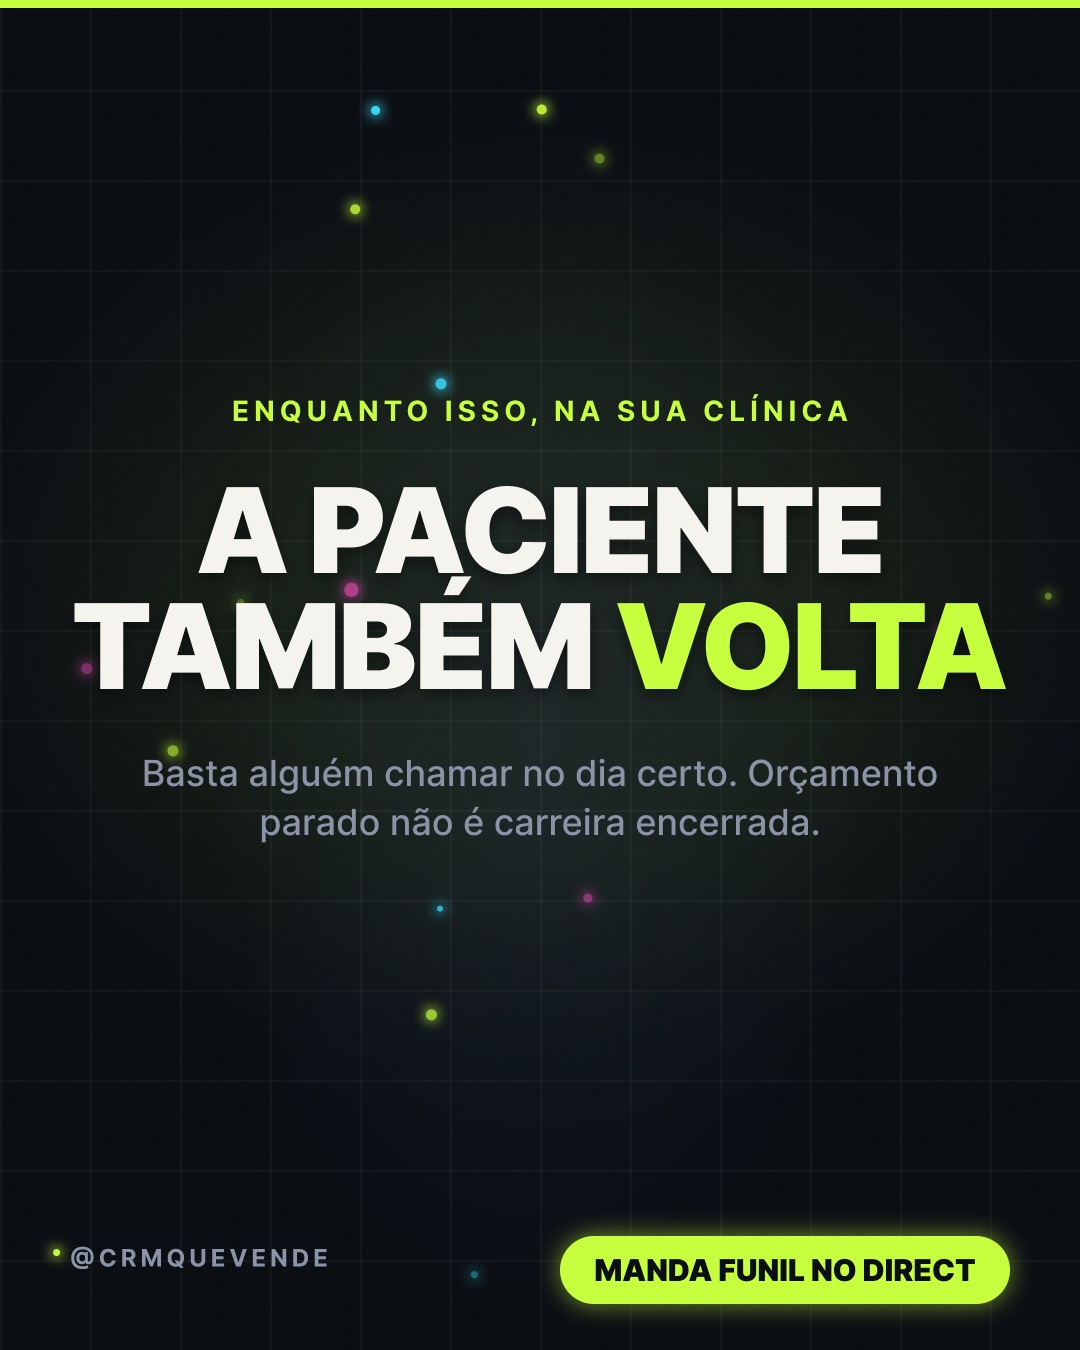 ENQUANTO ISSO, NA SUA CLÍNICA
A PACIENTE
TAMBÉM VOLTA
Basta alguém chamar no dia certo. Orçamento
parado não é carreira encerrada.
@CRMQUEVENDE
MANDA FUNIL NO DIRECT